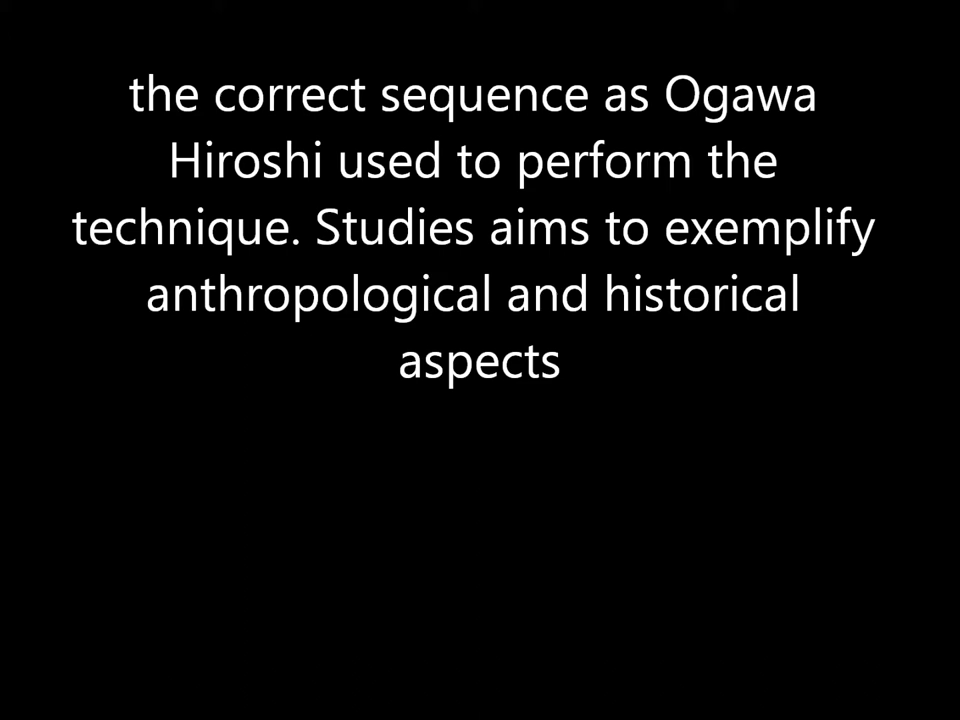 the correct sequence as Ogawa
Hiroshi used to perform the
technique. Studies aims to exemplify
anthropological and historical
aspects